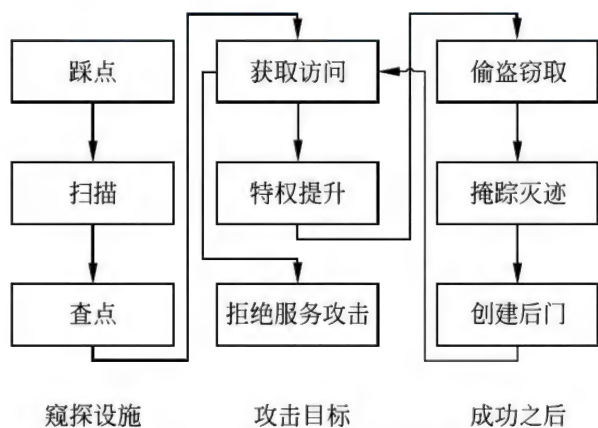 踩点
获取访问
偷盗窃取
扫描
特权提升
掩踪灭迹
查点
拒绝服务攻击
创建后门
窥探设施
攻击目标
成功之后